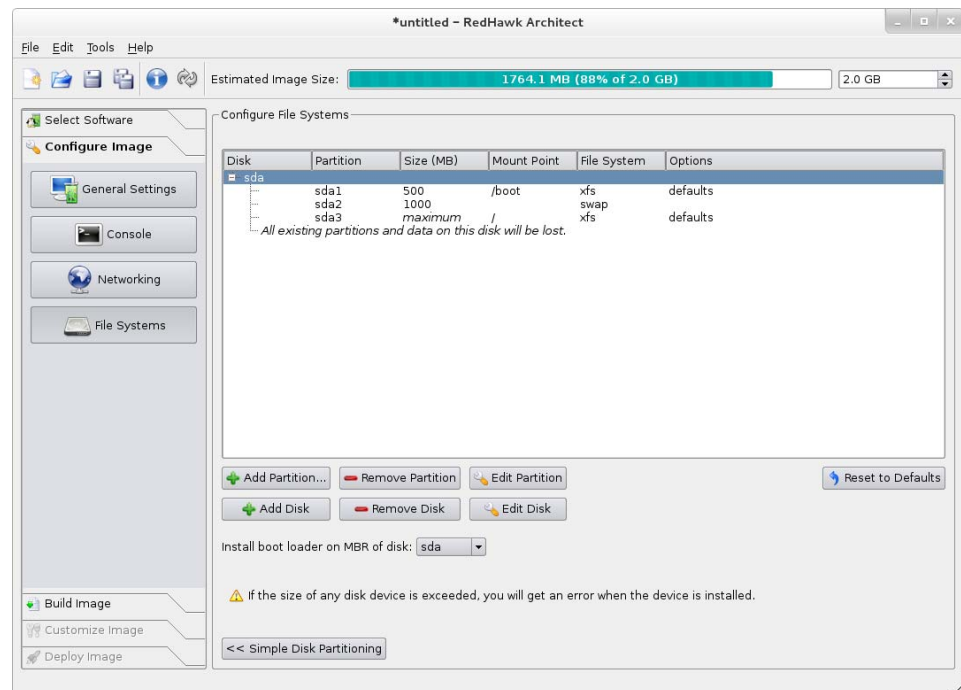 *untitled – RedHawk Architect
File Edit Tools Help
Estimated Image Size: 1764.1 MB (88% of 2.0 GB) 2.0 GB
Select Software
Configure Image
General Settings
Console
Networking
File Systems
Build Image
Customize Image
Deploy Image
Configure File Systems
Disk Partition Size (MB) Mount Point File System Options
sda
sda1 500 /boot xfs defaults
sda2 1000 swap
sda3 maximum / xfs defaults
All existing partitions and data on this disk will be lost.
Add Partition... Remove Partition Edit Partition Reset to Defaults
Add Disk Remove Disk Edit Disk
Install boot loader on MBR of disk: sda
If the size of any disk device is exceeded, you will get an error when the device is installed.
<< Simple Disk Partitioning